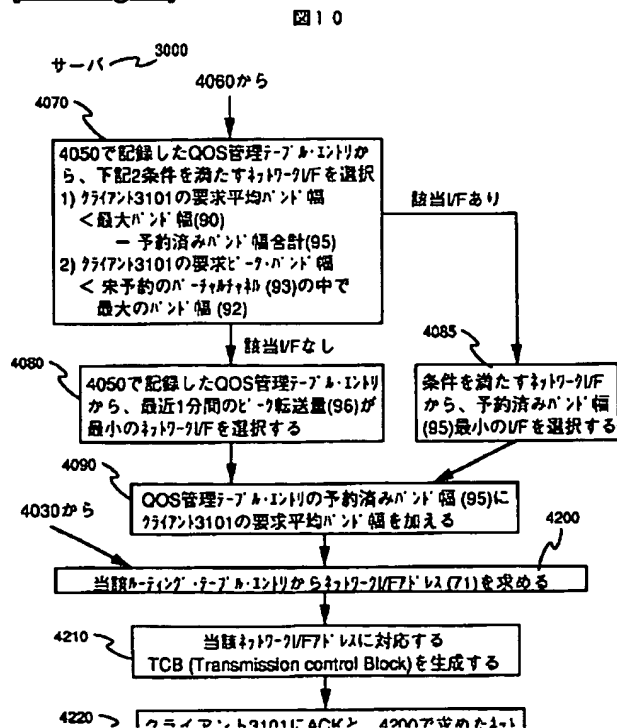 図10
サーバ 3000
4060から
4070
4050で記録したQOS管理テーブル・エントリか
ら、下記2条件を満たすネットワークI/Fを選択
1) クライアント3101の要求平均バンド幅
<最大バンド幅(90)
- 予約済みバンド幅合計(95)
2) クライアント3101の要求ピーク・バンド幅
< 未予約のバーチャルチャネル(93)の中で
最大のバンド幅(92)
該当I/Fあり
該当I/Fなし
4080
4050で記録したQOS管理テーブル・エントリ
から、最近1分間のピーク転送量(96)が
最小のネットワークI/Fを選択する
4085
条件を満たすネットワークI/F
から、予約済みバンド幅
(95)最小のI/Fを選択する
4090
QOS管理テーブル・エントリの予約済みバンド幅(95)に
クライアント3101の要求平均バンド幅を加える
4030から
4200
当該ルーティング・テーブル・エントリからネットワークI/Fアドレス(71)を求める
4210
当該ネットワークI/Fアドレスに対応する
TCB (Transmission control Block)を生成する
4220
クライアント3101にACKと、4200で求めたネット